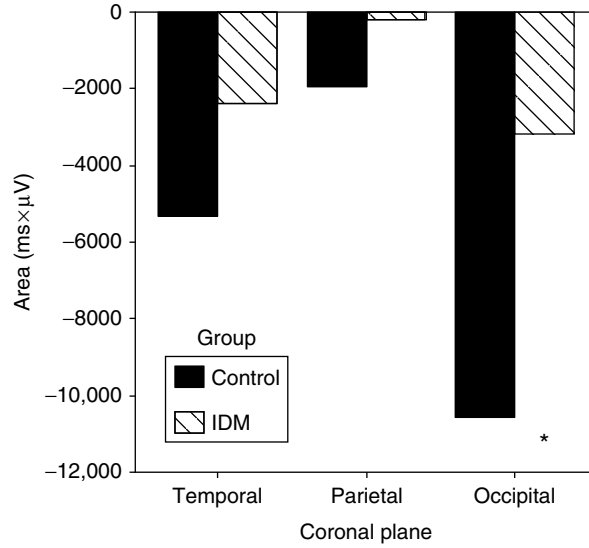 0
−2000
−4000
−6000
−8000
−10,000
−12,000
Area (ms×μV)
Group
Control
IDM
*
Temporal Parietal Occipital
Coronal plane